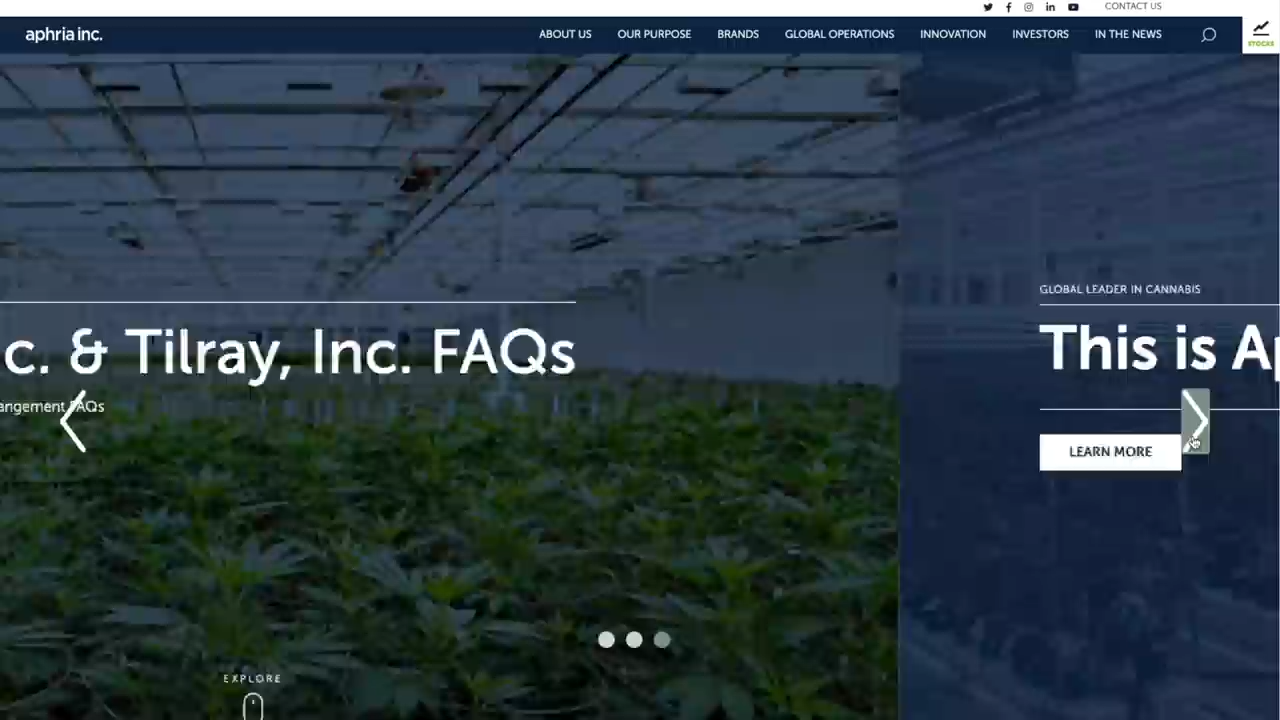 CONTACT US
aphria inc.
ABOUT US
OUR PURPOSE
BRANDS
GLOBAL OPERATIONS
INNOVATION
INVESTORS
IN THE NEWS
STOCKS
c. & Tilray, Inc. FAQs
angement FAQs
GLOBAL LEADER IN CANNABIS
This is Ap
LEARN MORE
EXPLORE